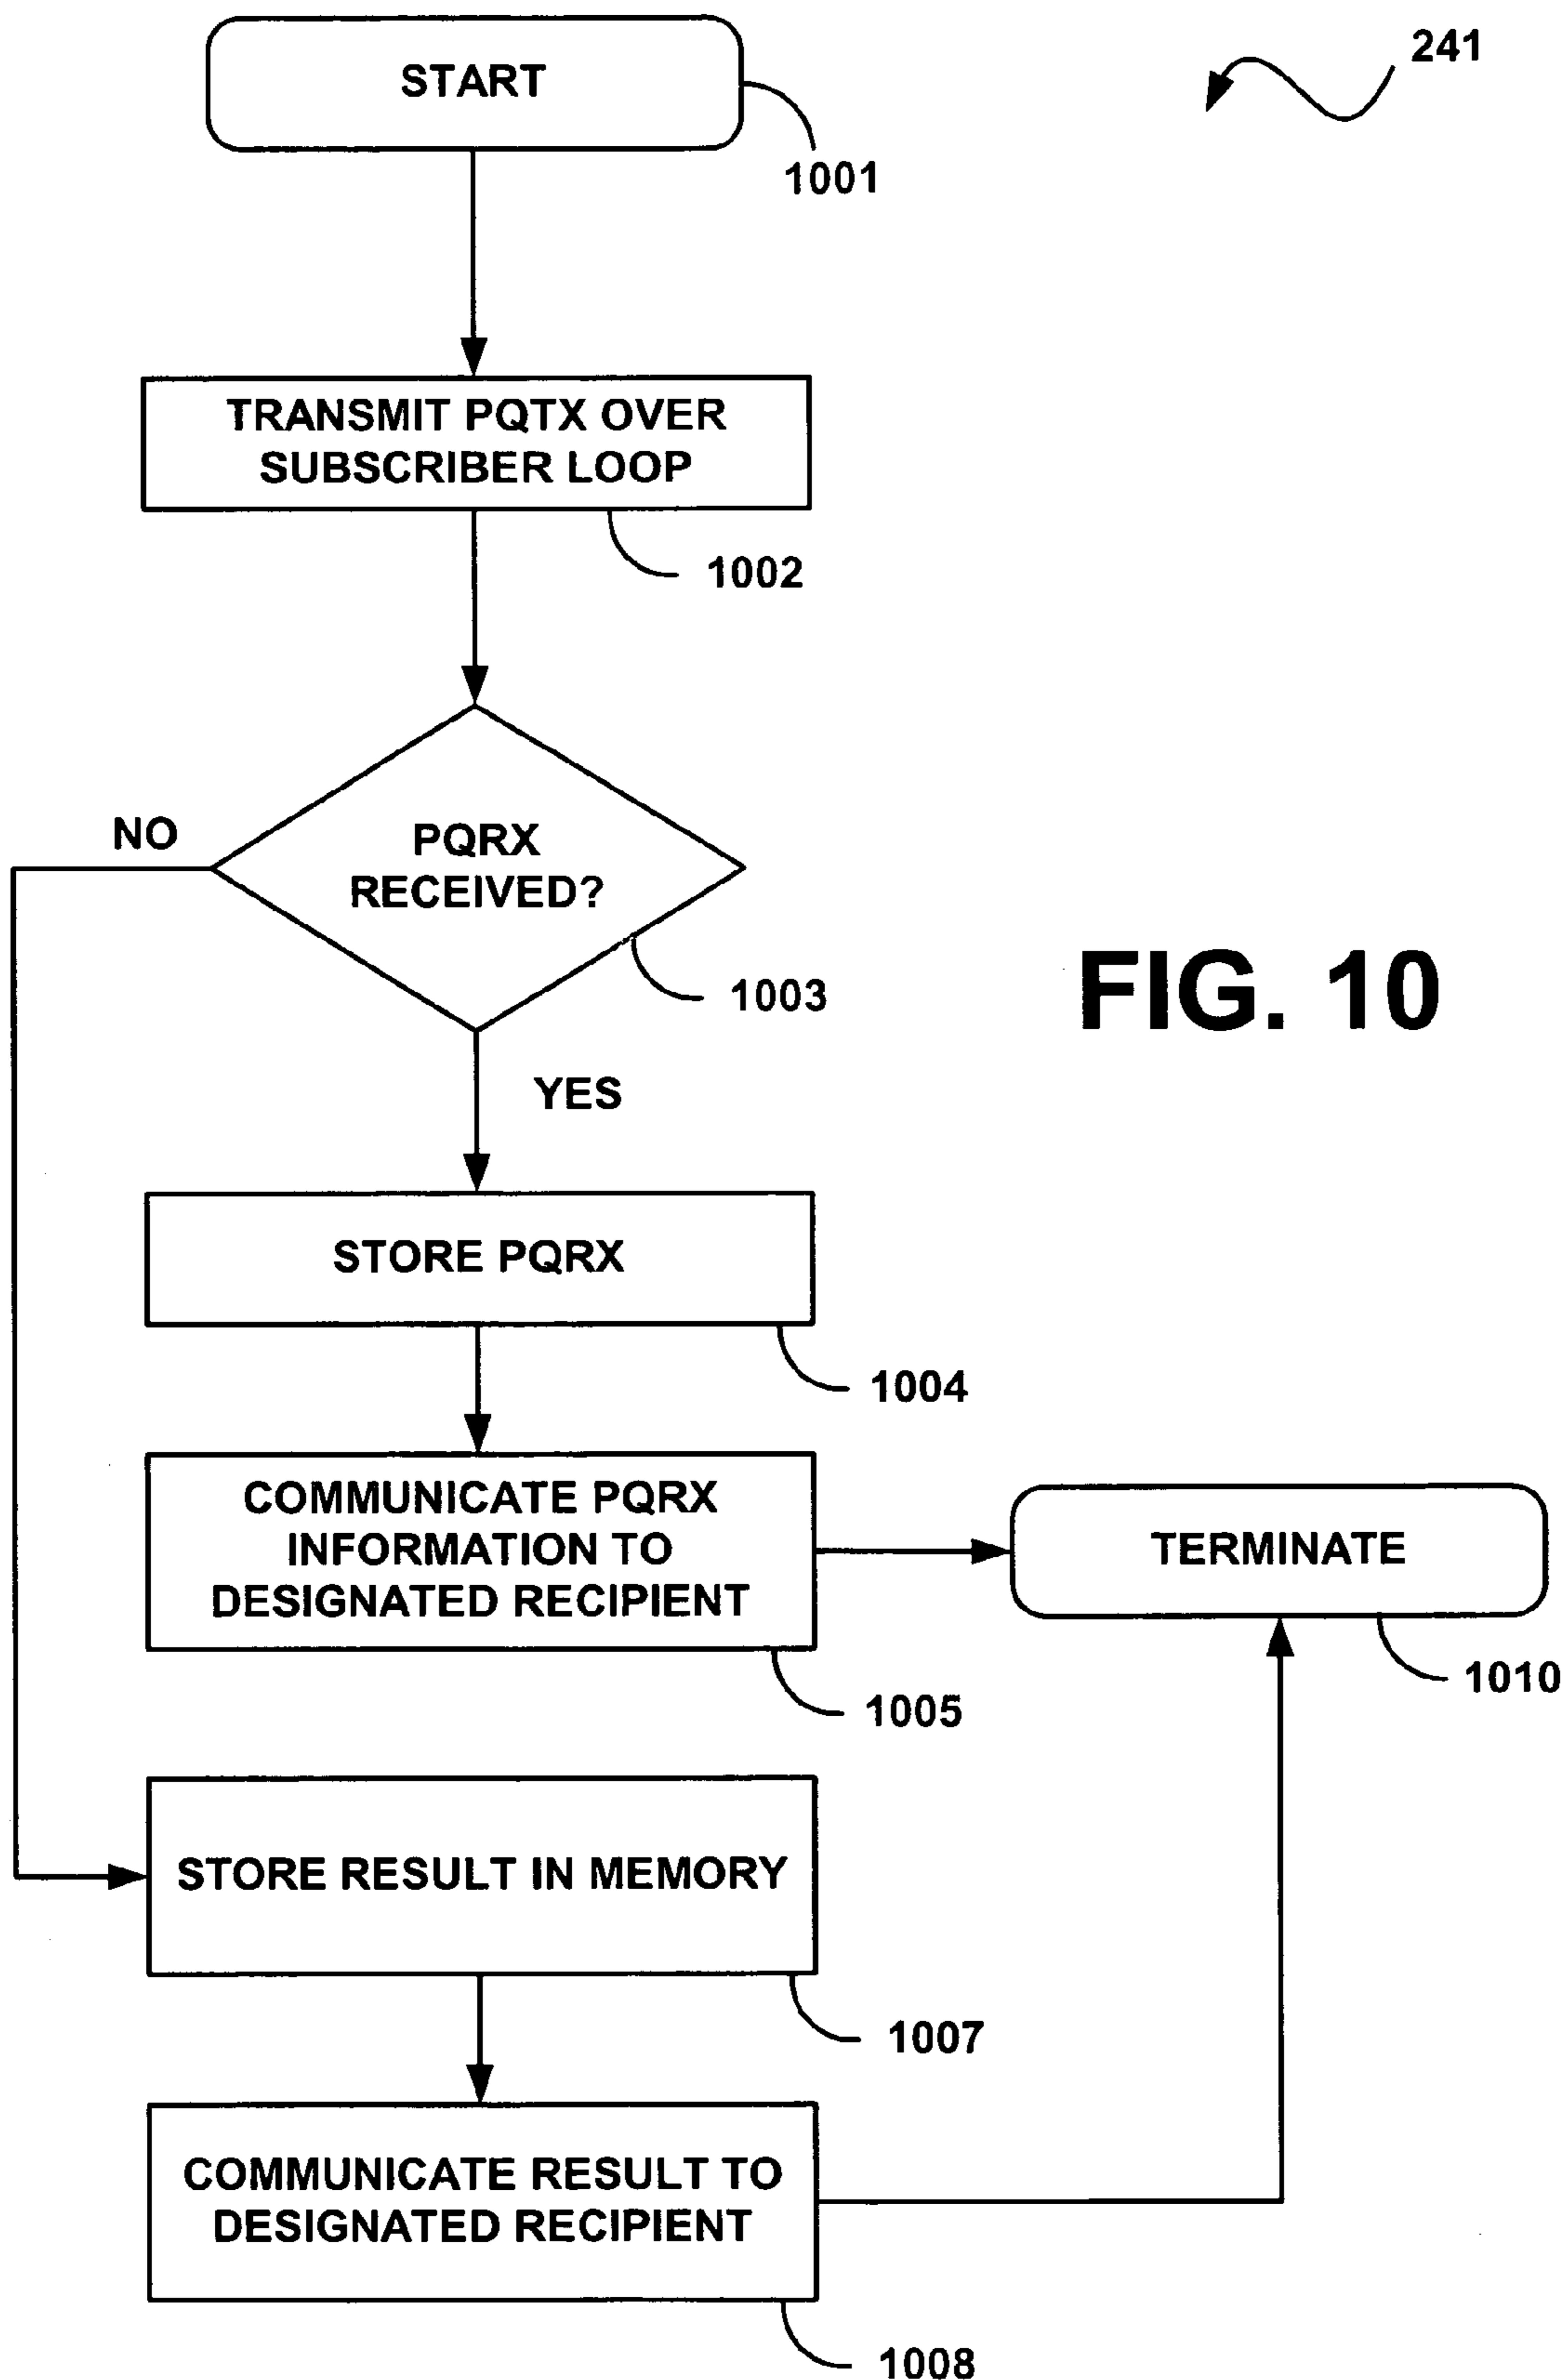 241
START
1001
TRANSMIT PQTX OVER
SUBSCRIBER LOOP
1002
NO
PQRX
RECEIVED?
1003
FIG. 10
YES
STORE PQRX
1004
COMMUNICATE PQRX
INFORMATION TO
DESIGNATED RECIPIENT
1005
TERMINATE
1010
STORE RESULT IN MEMORY
1007
COMMUNICATE RESULT TO
DESIGNATED RECIPIENT
1008